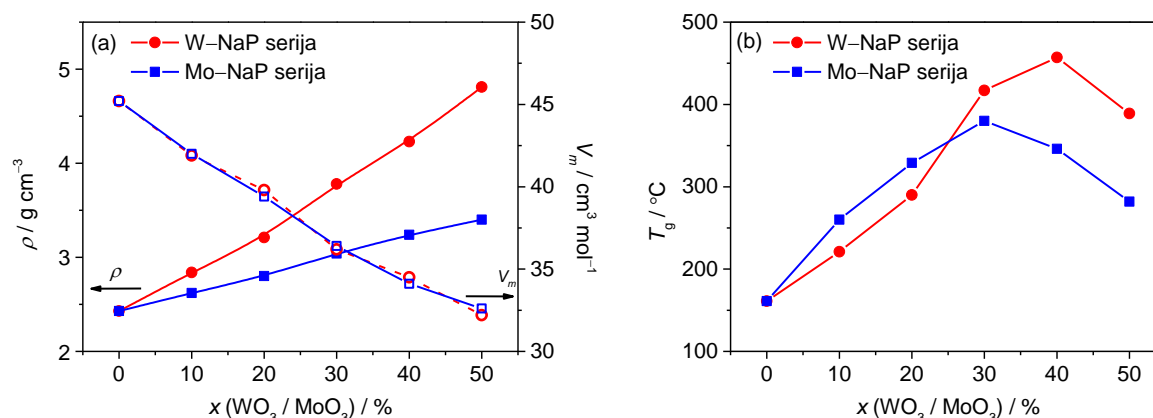 (a)
W–NaP serija
Mo–NaP serija
ρ / g cm⁻³
5
4
3
2
ρ
V_m
50
45
40
35
30
V_m / cm³ mol⁻¹
0 10 20 30 40 50
x (WO₃ / MoO₃) / %
(b)
W–NaP serija
Mo–NaP serija
T_g / °C
500
400
300
200
100
0 10 20 30 40 50
x (WO₃ / MoO₃) / %